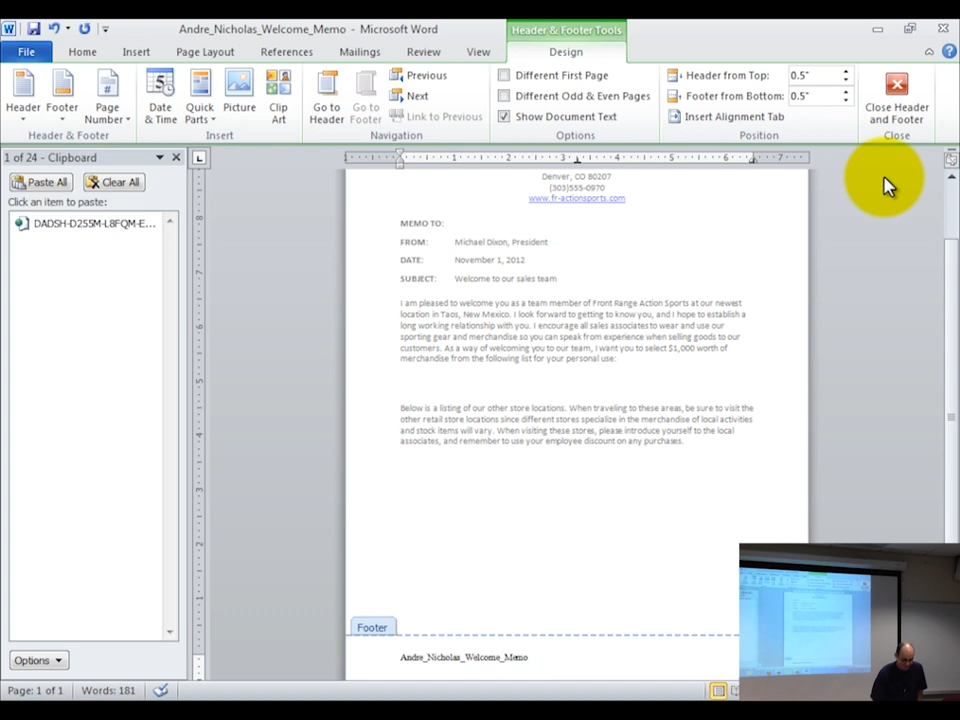 Andre_Nicholas_Welcome_Memo - Microsoft Word
Header & Footer Tools
File Home Insert Page Layout References Mailings Review View Design
Header Footer Page Number
Header & Footer
Date & Time Quick Parts Picture Clip Art
Insert
Go to Header Go to Footer Previous Next Link to Previous
Navigation
Different First Page
Different Odd & Even Pages
Show Document Text
Options
Header from Top: 0.5"
Footer from Bottom: 0.5"
Insert Alignment Tab
Position
Close Header and Footer
Close
1 of 24 - Clipboard
Paste All Clear All
Click an item to paste:
DADSH-D255M-L8FQM-E...
Options
Denver, CO 80207
(303)555-0970
www.fr-actionsports.com
MEMO TO:
FROM: Michael Dixon, President
DATE: November 1, 2012
SUBJECT: Welcome to our sales team
I am pleased to welcome you as a team member of Front Range Action Sports at our newest
location in Taos, New Mexico. I look forward to getting to know you, and I hope to establish a
long working relationship with you. I encourage all sales associates to wear and use our
sporting gear and merchandise so you can speak from experience when selling goods to our
customers. As a way of welcoming you to our team, I want you to select $1,000 worth of
merchandise from the following list for your personal use:
Below is a listing of our other store locations. When traveling to these areas, be sure to visit the
other retail store locations since different stores specialize in the merchandise of local activities
and stock items will vary. When visiting these stores, please introduce yourself to the local
associates, and remember to use your employee discount on any purchases.
Footer
Andre_Nicholas_Welcome_Memo
Page: 1 of 1 Words: 181